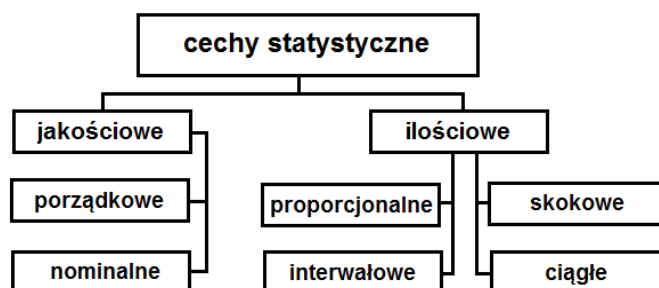 cechy statystyczne
jakościowe
ilościowe
porządkowe
proporcjonalne
skokowe
nominalne
interwałowe
ciągłe